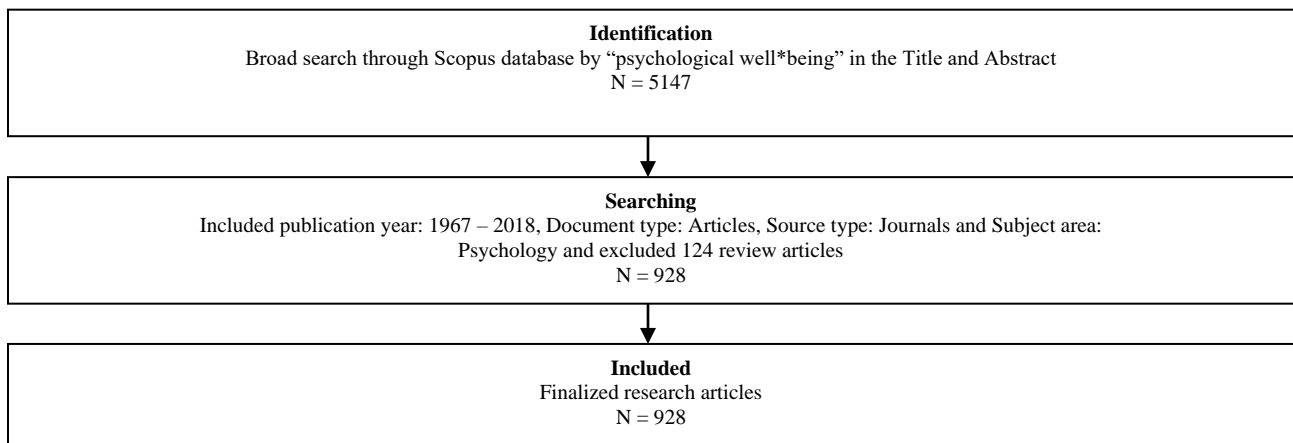 Identification
Broad search through Scopus database by “psychological well*being” in the Title and Abstract
N = 5147
Searching
Included publication year: 1967 – 2018, Document type: Articles, Source type: Journals and Subject area:
Psychology and excluded 124 review articles
N = 928
Included
Finalized research articles
N = 928